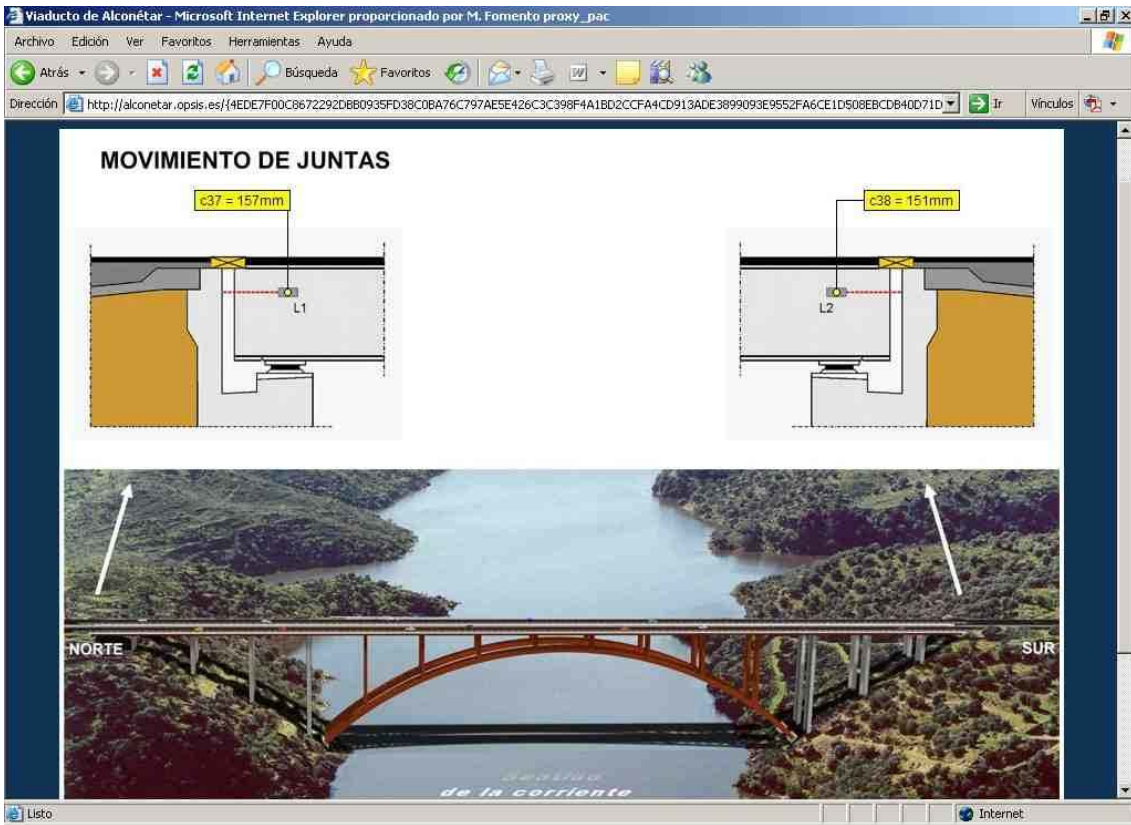 Viaducto de Alconétar - Microsoft Internet Explorer proporcionado por M. Fomento proxy_pac
Archivo Edición Ver Favoritos Herramientas Ayuda
Atrás Búsqueda Favoritos
Dirección http://alconetar.opsis.es/{4EDE7F00C8672292DBB0935FD38C0BA76C797AE5E426C3C398F4A1BD2CCFA4CD913ADE3899093E9552FA6CE1D508EBCDB40D71D Ir Vínculos
MOVIMIENTO DE JUNTAS
c37 = 157mm c38 = 151mm
L1 L2
NORTE SUR
de la corriente
Listo Internet